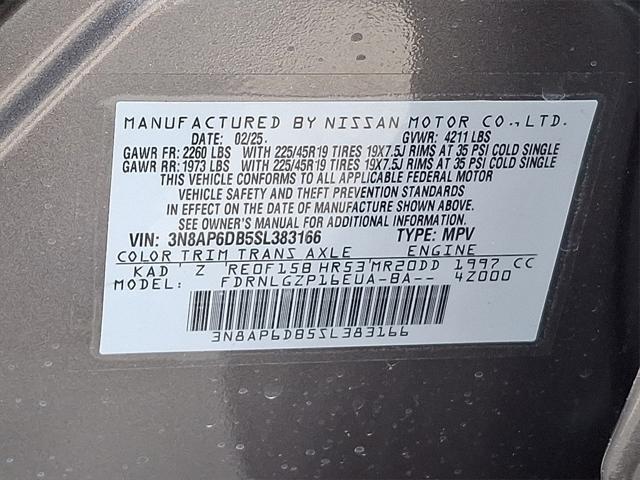 MANUFACTURED BY NISSAN MOTOR CO., LTD.
DATE: 02/25. GVWR: 4211 LBS
GAWR FR: 2260 LBS WITH 225/45R19 TIRES 19X7.5J RIMS AT 35 PSI COLD SINGLE
GAWR RR: 1973 LBS WITH 225/45R19 TIRES 19X7.5J RIMS AT 35 PSI COLD SINGLE
THIS VEHICLE CONFORMS TO ALL APPLICABLE FEDERAL MOTOR
VEHICLE SAFETY AND THEFT PREVENTION STANDARDS
IN EFFECT ON THE DATE OF MANUFACTURE SHOWN ABOVE.
SEE OWNER'S MANUAL FOR ADDITIONAL INFORMATION.
VIN: 3N8AP6DB5SL383166 TYPE: MPV
COLOR TRIM TRANS AXLE ENGINE
KAD Z RE0F15B HR53 MR20DD 1997 CC
MODEL: FDRNLGZP16EUA-BA-- 4Z000
3N8AP6DB5SL383166